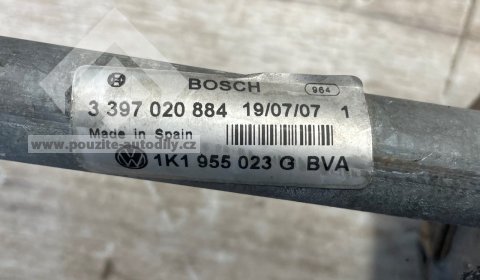 BOSCH 964
3 397 020 884 19/07/07 1
Made in Spain
www.pouzite-autodily.cz
1K1 955 023 G BVA